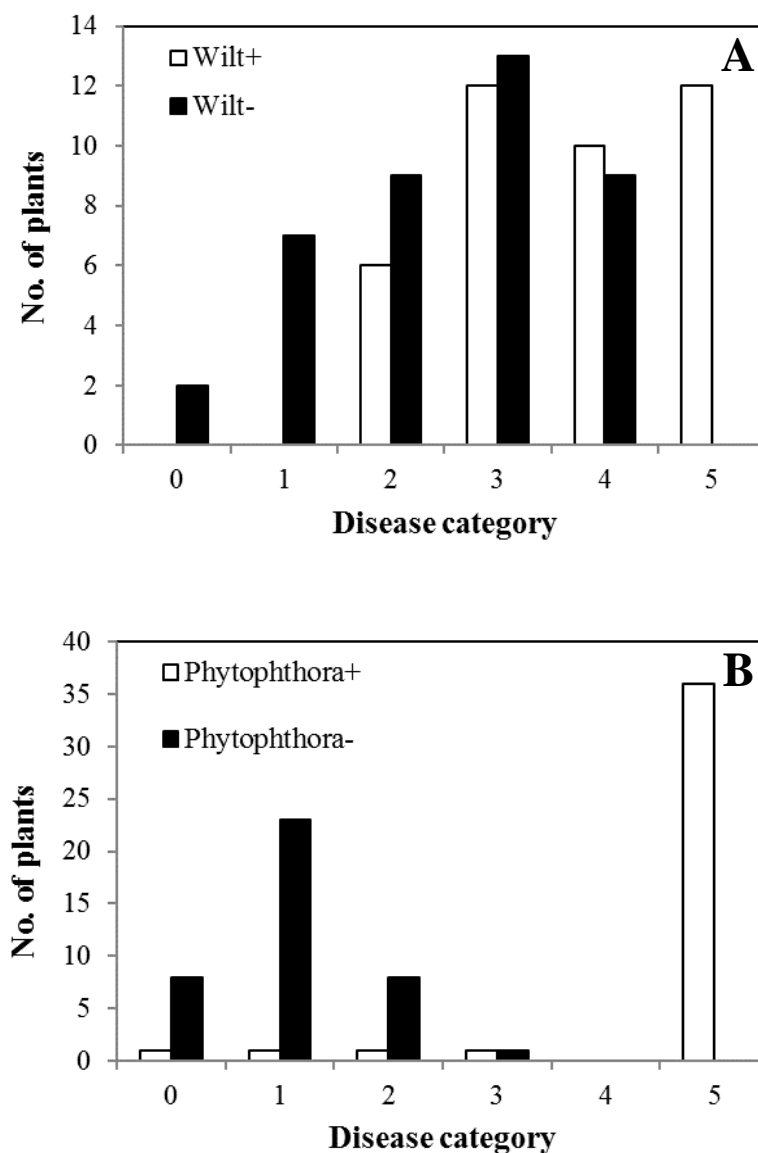 A
14
Wilt+
12
Wilt-
10
8
6
4
2
0
No. of plants
0 1 2 3 4 5
Disease category
B
40
Phytophthora+
35
30
Phytophthora-
25
20
15
10
5
0
No. of plants
0 1 2 3 4 5
Disease category